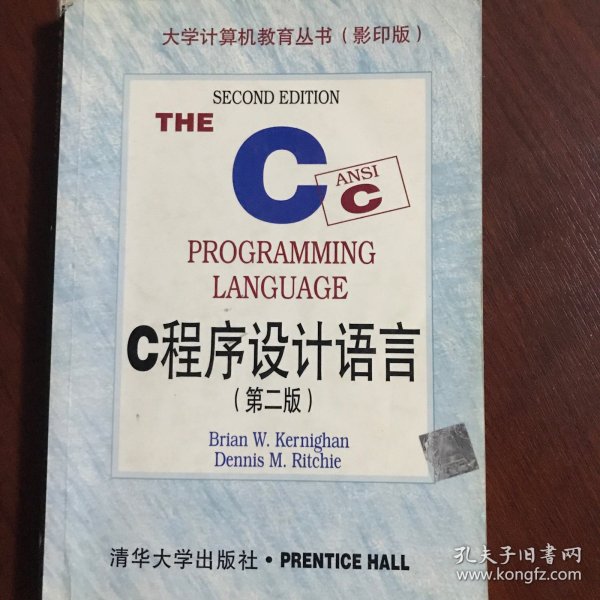 大学计算机教育丛书（影印版）
SECOND EDITION
THE
C
ANSI
C
PROGRAMMING
LANGUAGE
C程序设计语言
（第二版）
Brian W. Kernighan
Dennis M. Ritchie
清华大学出版社·PRENTICE HALL
孔夫子旧书网
www.kongfz.com